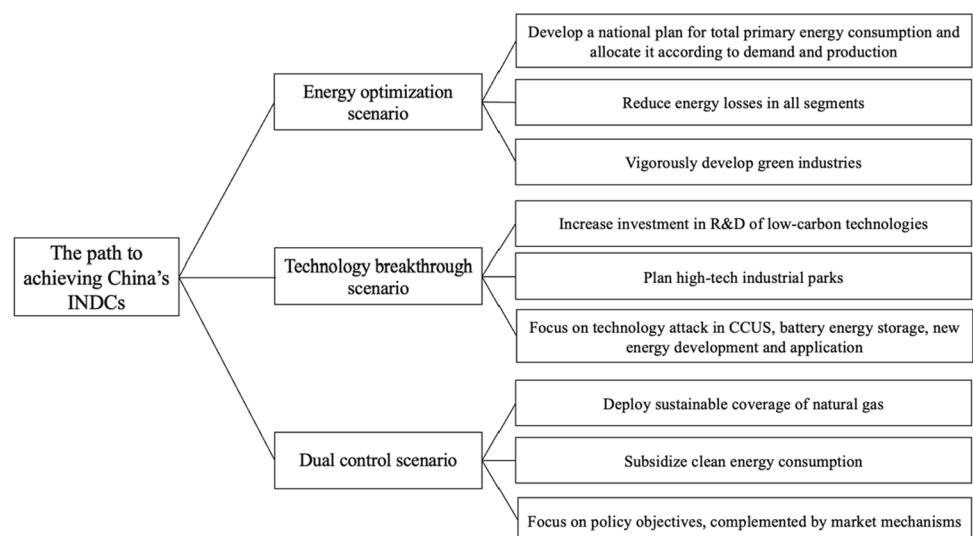 The path to
achieving China's
INDCs
Energy optimization
scenario
Develop a national plan for total primary energy consumption and
allocate it according to demand and production
Reduce energy losses in all segments
Vigorously develop green industries
Technology breakthrough
scenario
Increase investment in R&D of low-carbon technologies
Plan high-tech industrial parks
Focus on technology attack in CCUS, battery energy storage, new
energy development and application
Dual control scenario
Deploy sustainable coverage of natural gas
Subsidize clean energy consumption
Focus on policy objectives, complemented by market mechanisms